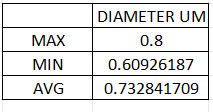 DIAMETER UM
MAX 0.8
MIN 0.60926187
AVG 0.732841709